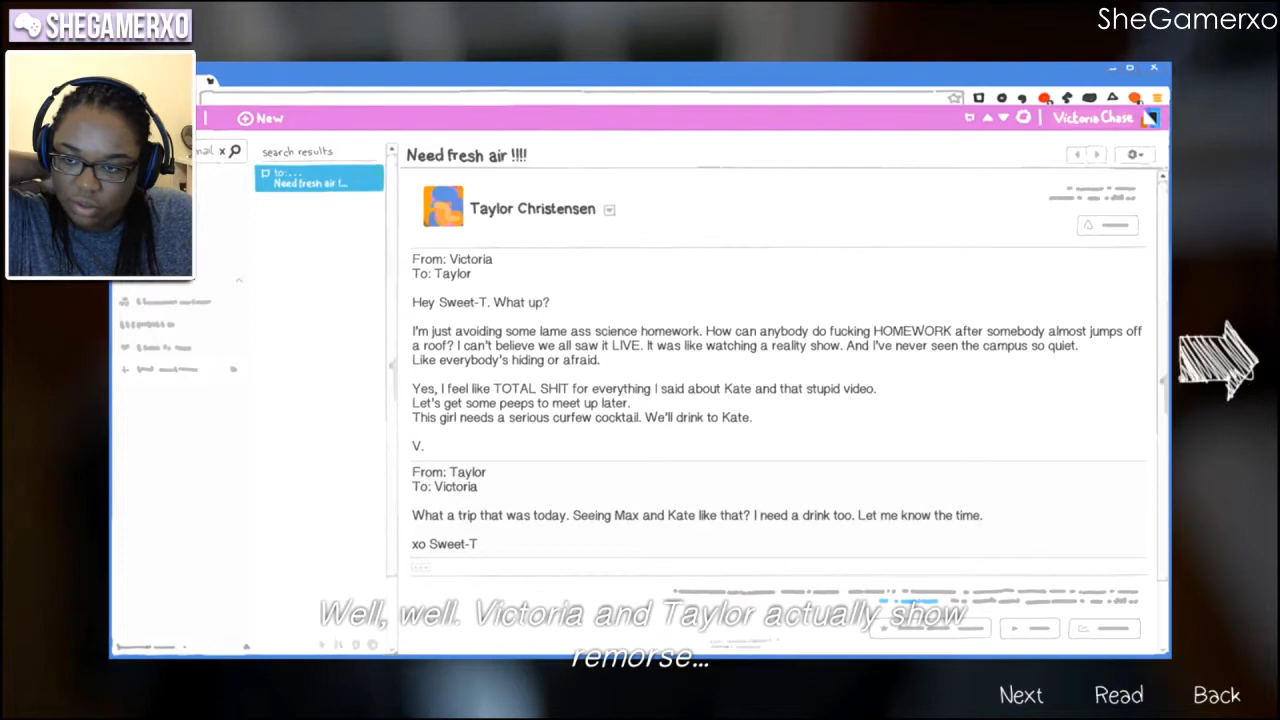 SHEGAMERXO
SheGamerxo
New
Victoria Chase
mail x
search results
Need fresh air !!!!
to:...
Need fresh air !...
Taylor Christensen
From: Victoria
To: Taylor
Hey Sweet-T. What up?
I'm just avoiding some lame ass science homework. How can anybody do fucking HOMEWORK after somebody almost jumps off
a roof? I can't believe we all saw it LIVE. It was like watching a reality show. And I've never seen the campus so quiet.
Like everybody's hiding or afraid.
Yes, I feel like TOTAL SHIT for everything I said about Kate and that stupid video.
Let's get some peeps to meet up later.
This girl needs a serious curfew cocktail. We'll drink to Kate.
V.
From: Taylor
To: Victoria
What a trip that was today. Seeing Max and Kate like that? I need a drink too. Let me know the time.
xo Sweet-T
Well, well. Victoria and Taylor actually show
remorse...
Next Read Back